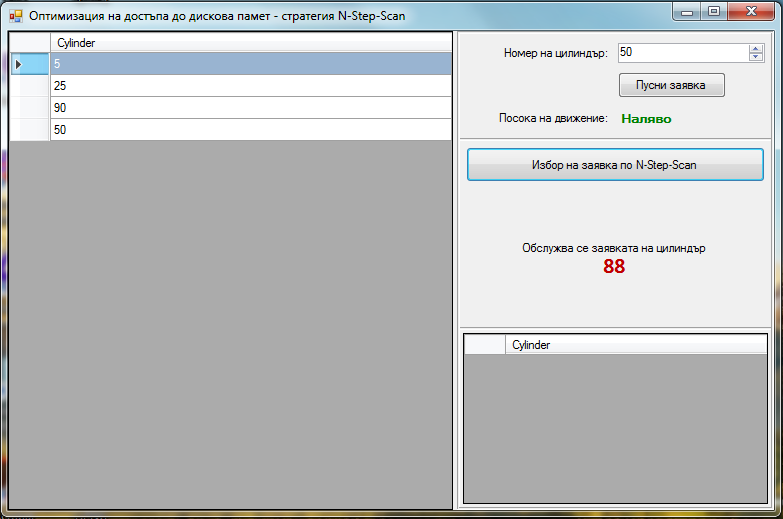 Оптимизация на достъпа до дискова памет - стратегия N-Step-Scan
Cylinder
5
25
90
50
Номер на цилиндър: 50
Пусни заявка
Посока на движение: Наляво
Избор на заявка по N-Step-Scan
Обслужва се заявката на цилиндър
88
Cylinder